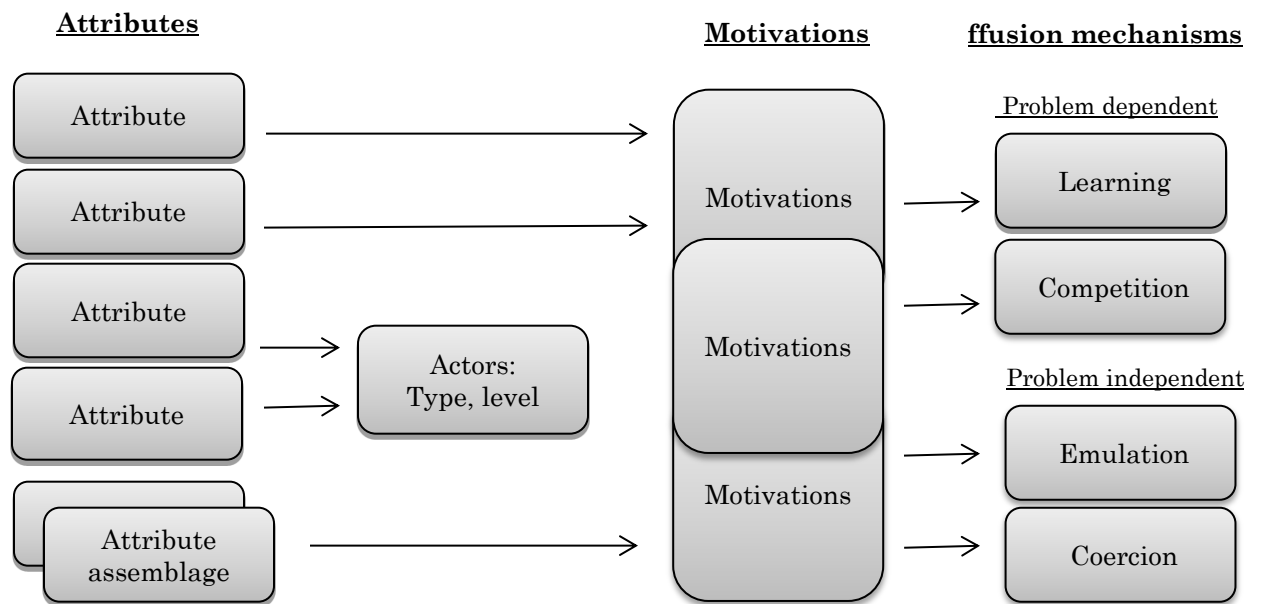 Attributes
Motivations
ffusion mechanisms
Attribute
Attribute
Attribute
Attribute
Attribute
assemblage
Actors:
Type, level
Motivations
Motivations
Motivations
Problem dependent
Learning
Competition
Problem independent
Emulation
Coercion